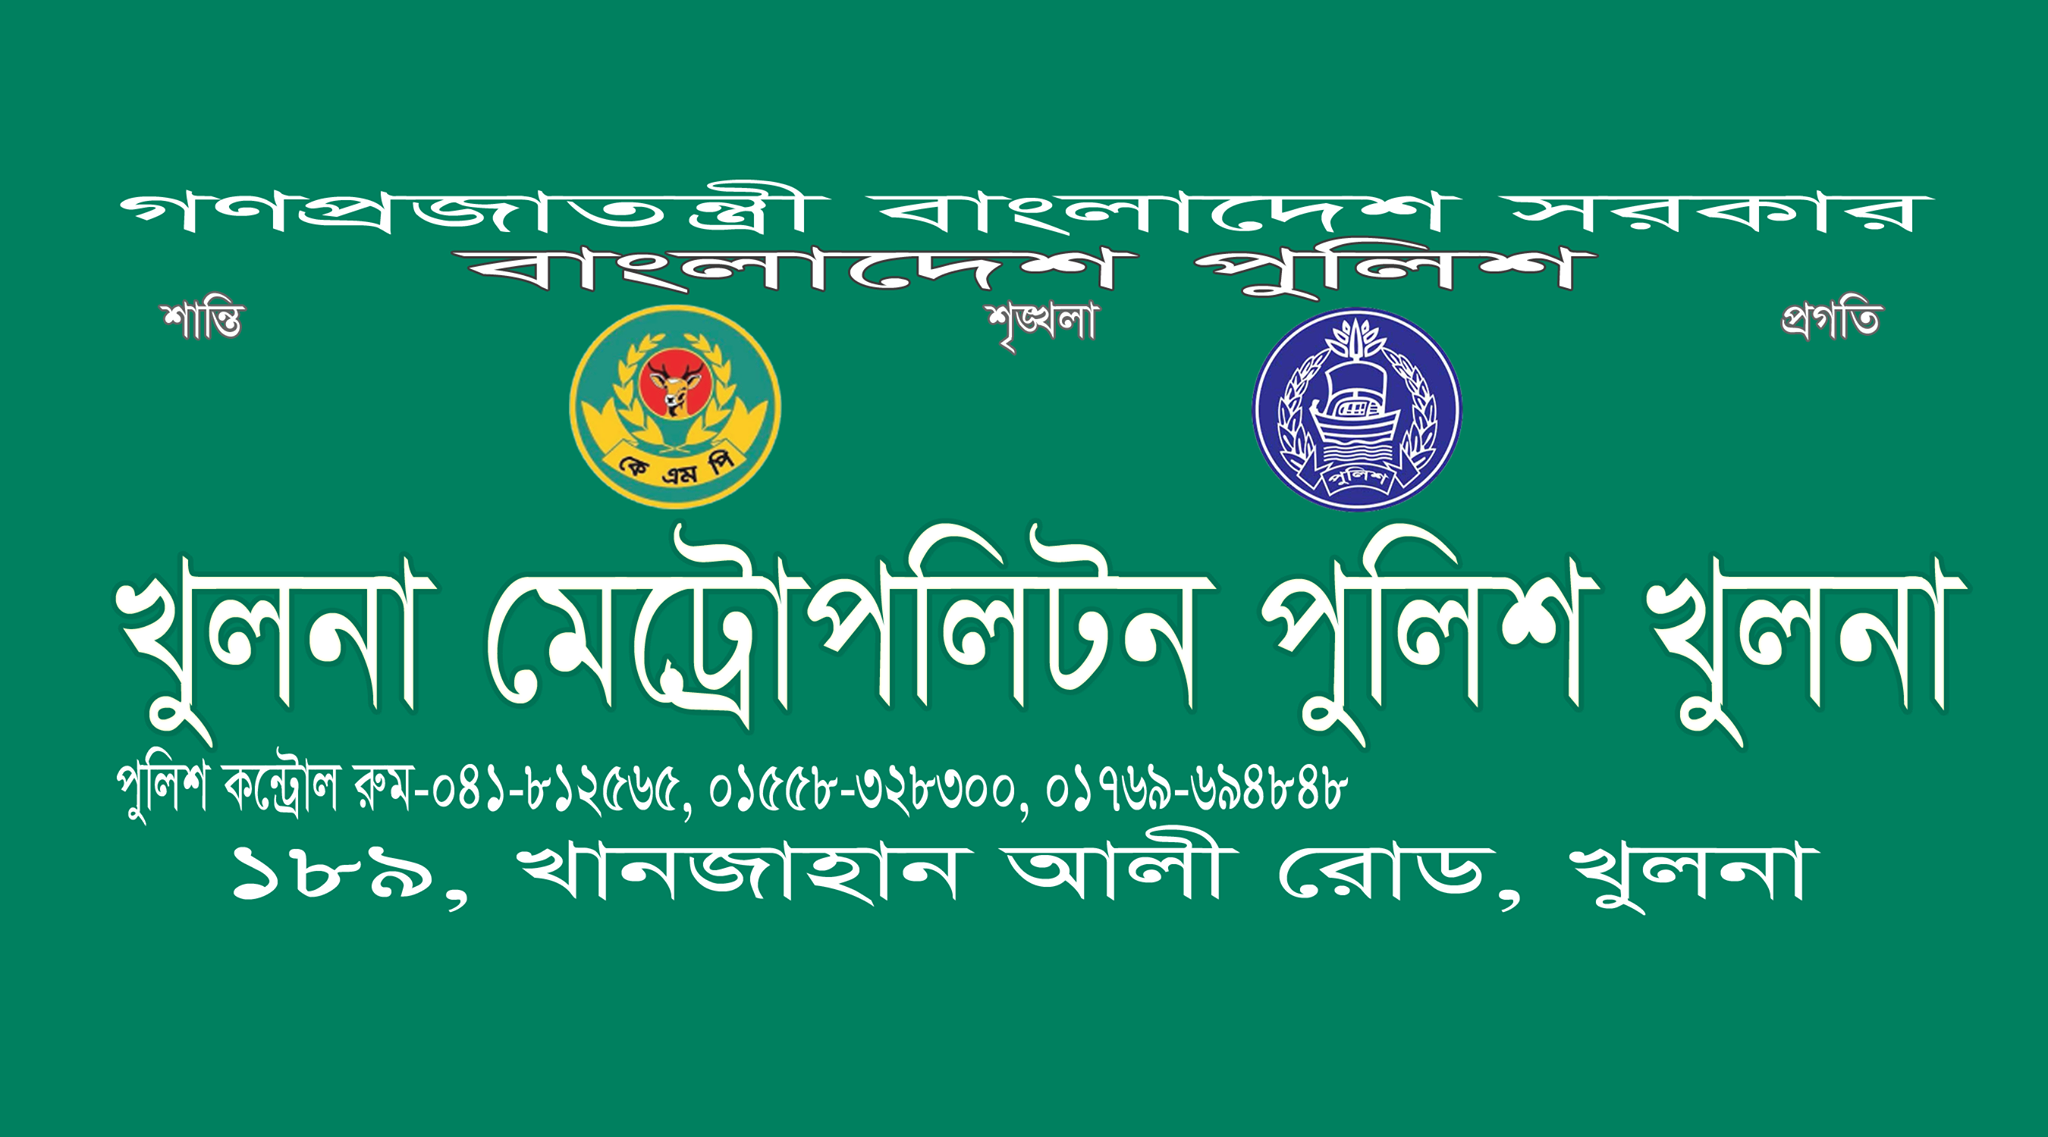 গণপ্রজাতন্ত্রী বাংলাদেশ সরকার
বাংলাদেশ পুলিশ
শান্তি শৃঙ্খলা প্রগতি
কে এম পি
পুলিশ
খুলনা মেট্রোপলিটন পুলিশ খুলনা
পুলিশ কন্ট্রোল রুম-০৪১-৮১২৫৬৫, ০১৫৫৮-৩২৮৩০০, ০১৭৬৯-৬৯৪৮৪৮
১৮৯, খানজাহান আলী রোড, খুলনা